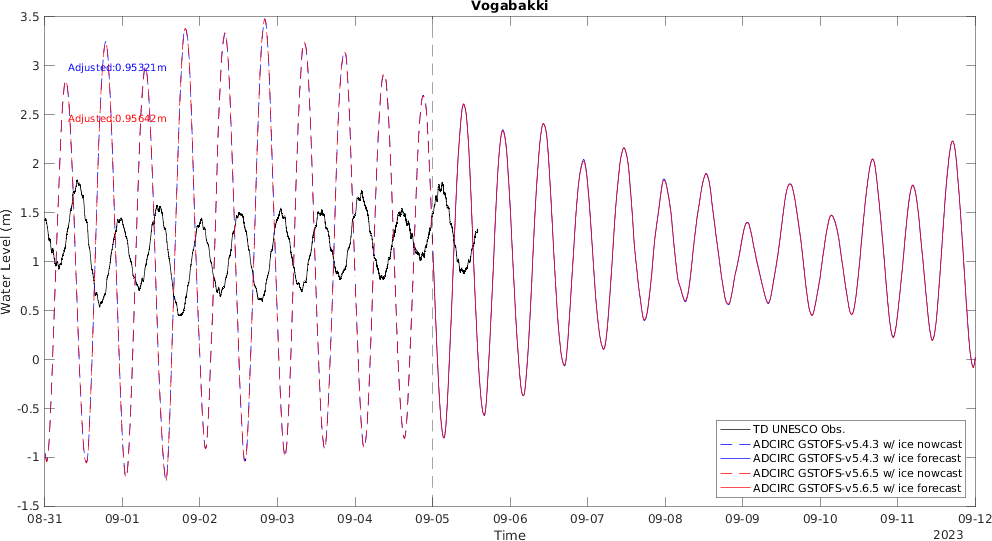 Vogabakki
3.5
3
2.5
2
1.5
1
0.5
0
-0.5
-1
-1.5
Water Level (m)
Adjusted:0.95321m
Adjusted:0.95642m
TD UNESCO Obs.
ADCIRC GSTOFS-v5.4.3 w/ ice nowcast
ADCIRC GSTOFS-v5.4.3 w/ ice forecast
ADCIRC GSTOFS-v5.6.5 w/ ice nowcast
ADCIRC GSTOFS-v5.6.5 w/ ice forecast
08-31 09-01 09-02 09-03 09-04 09-05 09-06 09-07 09-08 09-09 09-10 09-11 09-12
Time
2023